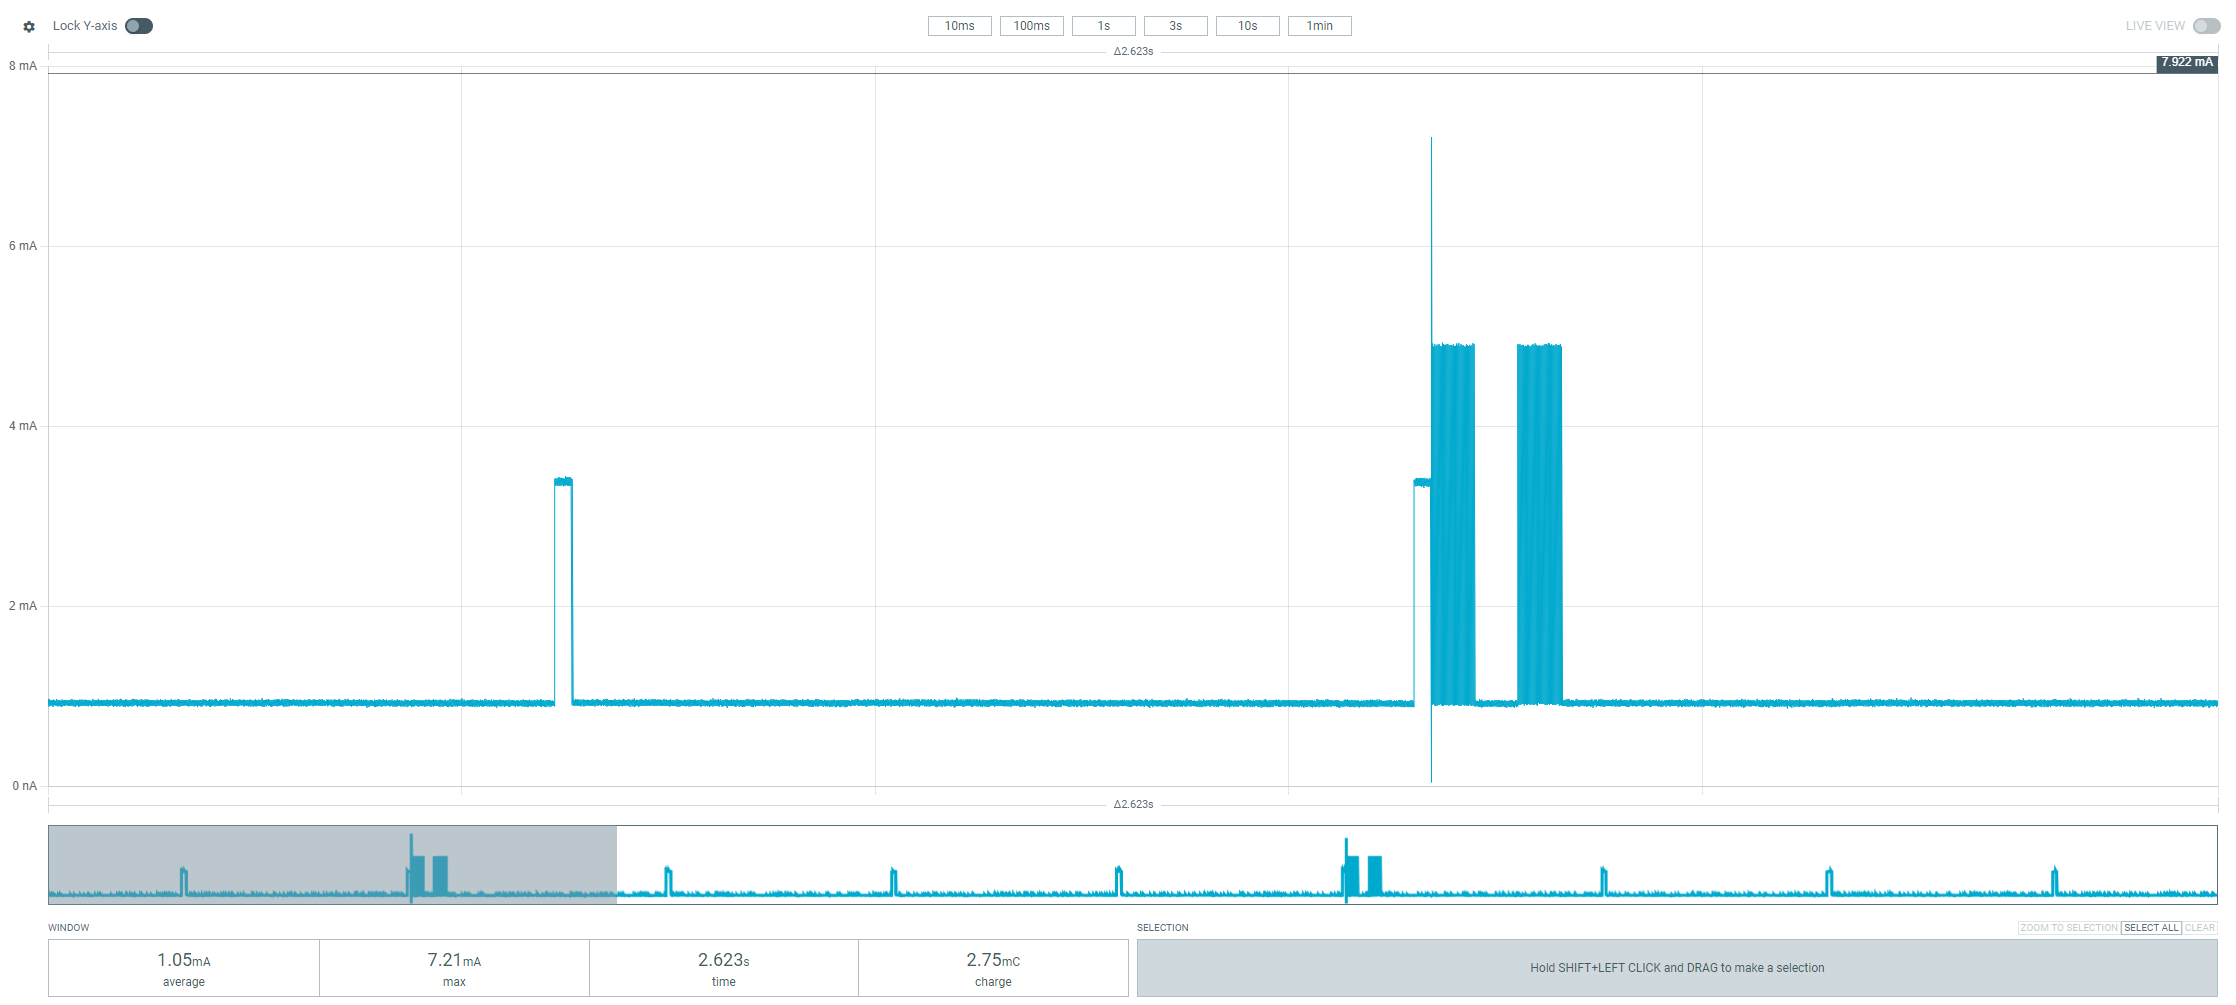 Lock Y-axis 10ms 100ms 1s 3s 10s 1min LIVE VIEW
Δ2.623s
8 mA
7.922 mA
6 mA
4 mA
2 mA
0 nA
Δ2.623s
WINDOW
SELECTION
ZOOM TO SELECTION SELECT ALL CLEAR
1.05mA 7.21mA 2.623s 2.75mC
average max time charge
Hold SHIFT+LEFT CLICK and DRAG to make a selection